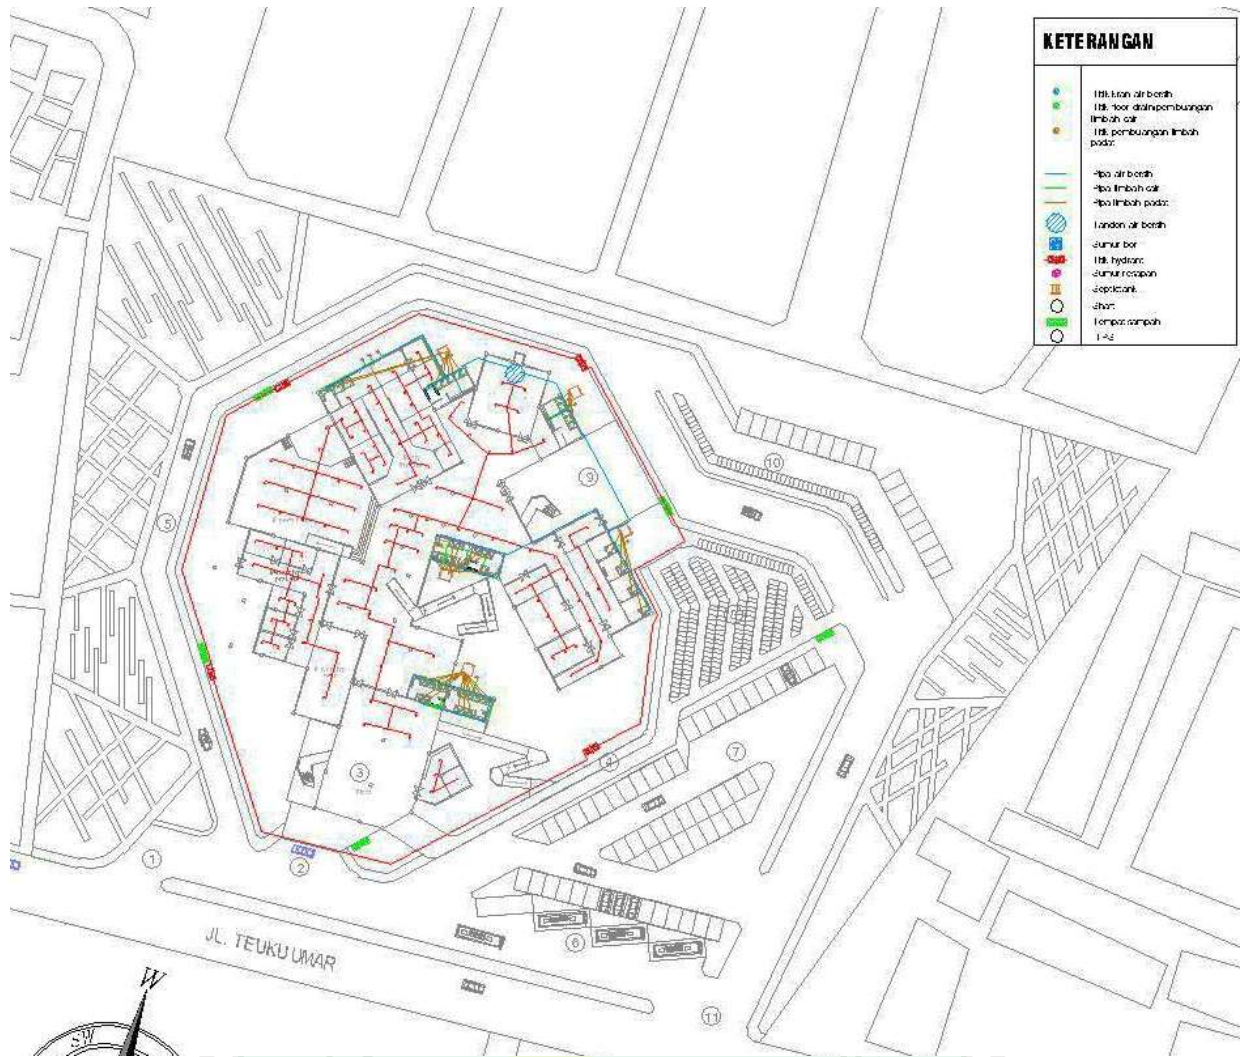 KETERANGAN
Titik kran air bersih
Titik floor drain/pembuangan
limbah cair
Titik pembuangan limbah
padat
Pipa air bersih
Pipa limbah cair
Pipa limbah padat
Tandon air bersih
Sumur bor
Titik hydrant
Sumur resapan
Septictank
Shaft
Tempat sampah
10
9
5
7
4
3
1
2
6
JL. TEUKU UMAR
11
W
SW